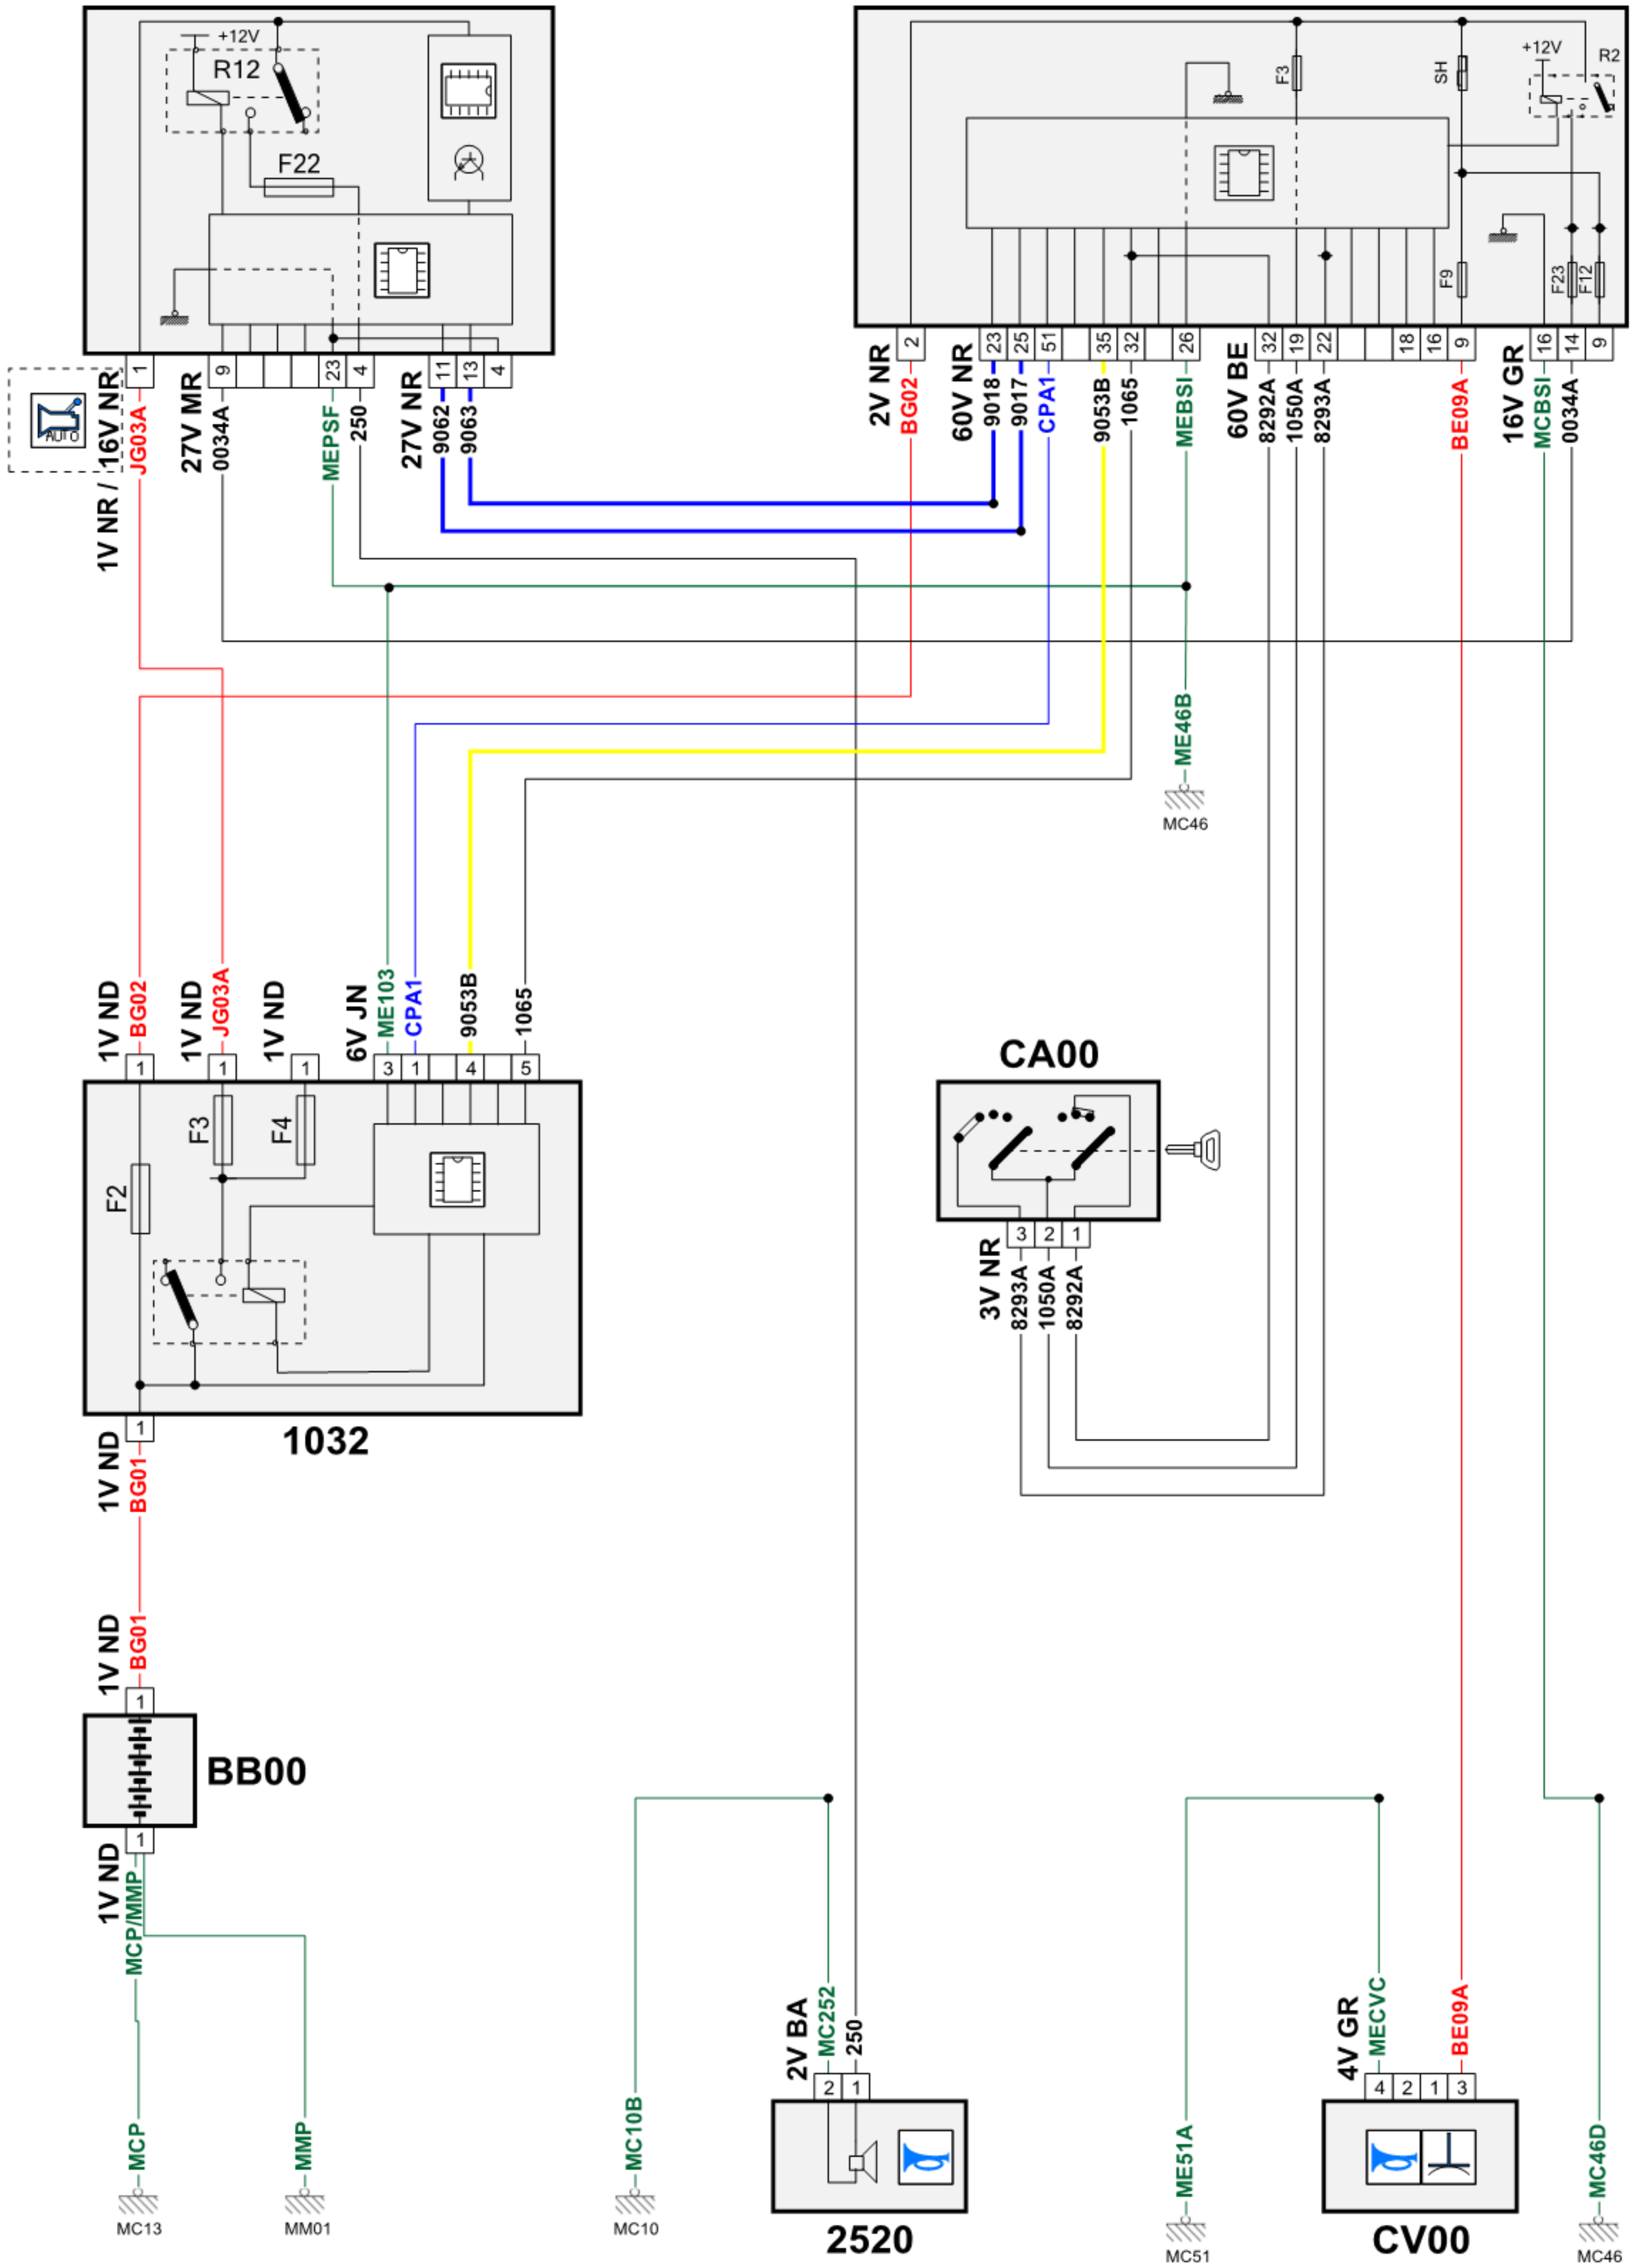 +12V
R12
F22
AUTO
1V NR / 16V NR
1
JG03A
27V MR
9
0034A
23
MEPSF
4
250
27V NR
11
9062
13
9063
4
F3
SH
+12V
R2
F9
F23
F12
2V NR
2
BG02
60V NR
23
9018
25
9017
51
CPA1
35
9053B
32
1065
26
MEBSI
60V BE
32
8292A
19
1050A
22
8293A
18
16
9
BE09A
16V GR
16
MCBSI
14
0034A
9
ME46B
MC46
1V ND
BG02
1
1V ND
JG03A
1
1V ND
1
6V JN
ME103
3
CPA1
1
9053B
4
1065
5
F2
F3
F4
1032
1
1V ND
BG01
CA00
3V NR
3
8293A
2
1050A
1
8292A
1V ND
BG01
1
BB00
1
1V ND
MCP/MMP
MCP
MC13
MMP
MM01
MC10B
MC10
2V BA
MC252
2
250
1
2520
ME51A
MC51
4V GR
MECVC
4
2
1
BE09A
3
CV00
MC46D
MC46